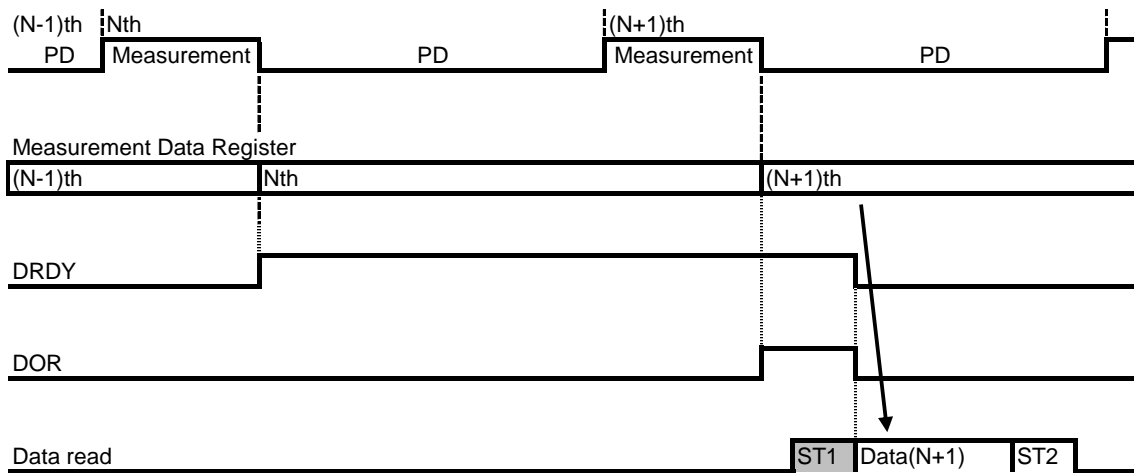 (N-1)th Nth (N+1)th
PD Measurement PD Measurement PD
Measurement Data Register
(N-1)th Nth (N+1)th
DRDY
DOR
Data read ST1 Data(N+1) ST2